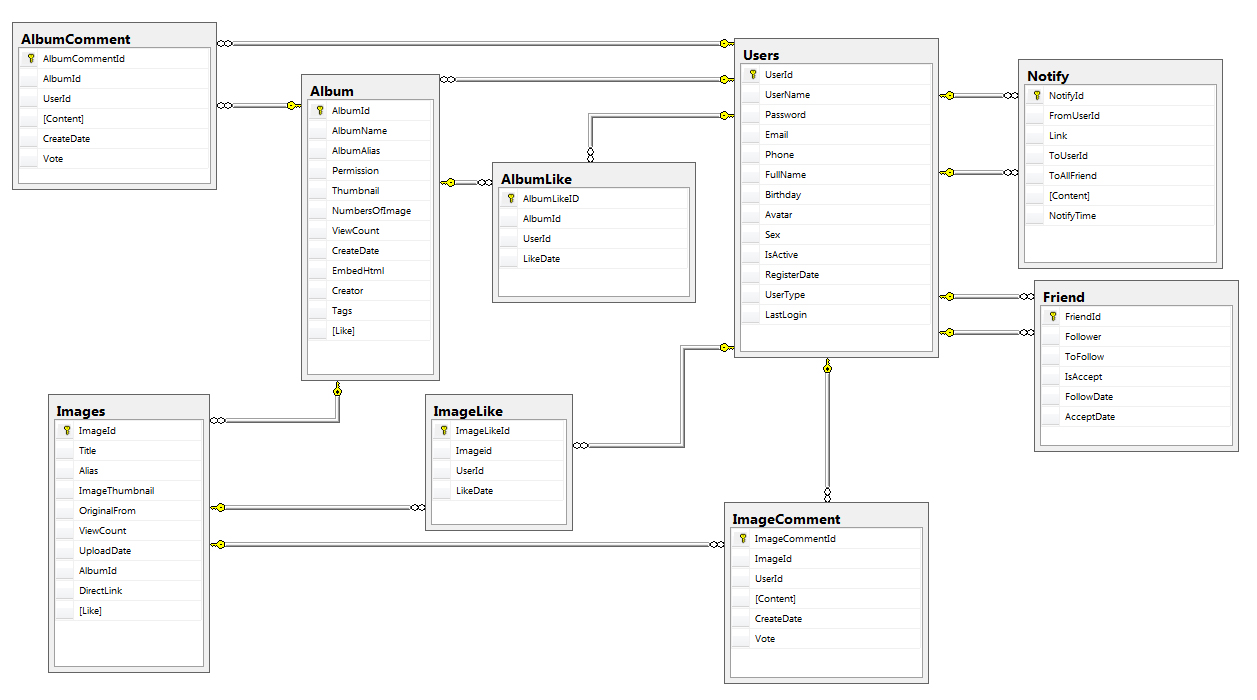 AlbumComment
AlbumCommentId
AlbumId
UserId
[Content]
CreateDate
Vote
Album
AlbumId
AlbumName
AlbumAlias
Permission
Thumbnail
NumbersOfImage
ViewCount
CreateDate
EmbedHtml
Creator
Tags
[Like]
AlbumLike
AlbumLikeID
AlbumId
UserId
LikeDate
Users
UserId
UserName
Password
Email
Phone
FullName
Birthday
Avatar
Sex
IsActive
RegisterDate
UserType
LastLogin
Notify
NotifyId
FromUserId
Link
ToUserId
ToAllFriend
[Content]
NotifyTime
Friend
FriendId
Follower
ToFollow
IsAccept
FollowDate
AcceptDate
Images
ImageId
Title
Alias
ImageThumbnail
OriginalFrom
ViewCount
UploadDate
AlbumId
DirectLink
[Like]
ImageLike
ImageLikeId
Imageid
UserId
LikeDate
ImageComment
ImageCommentId
ImageId
UserId
[Content]
CreateDate
Vote